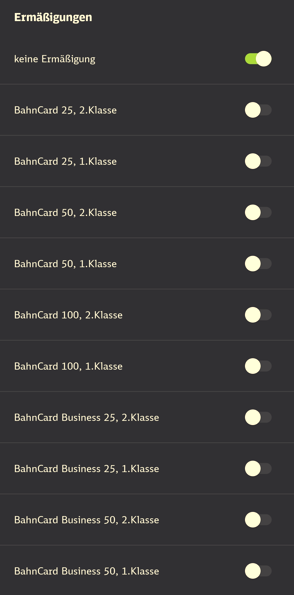 Ermäßigungen
keine Ermäßigung
BahnCard 25, 2.Klasse
BahnCard 25, 1.Klasse
BahnCard 50, 2.Klasse
BahnCard 50, 1.Klasse
BahnCard 100, 2.Klasse
BahnCard 100, 1.Klasse
BahnCard Business 25, 2.Klasse
BahnCard Business 25, 1.Klasse
BahnCard Business 50, 2.Klasse
BahnCard Business 50, 1.Klasse